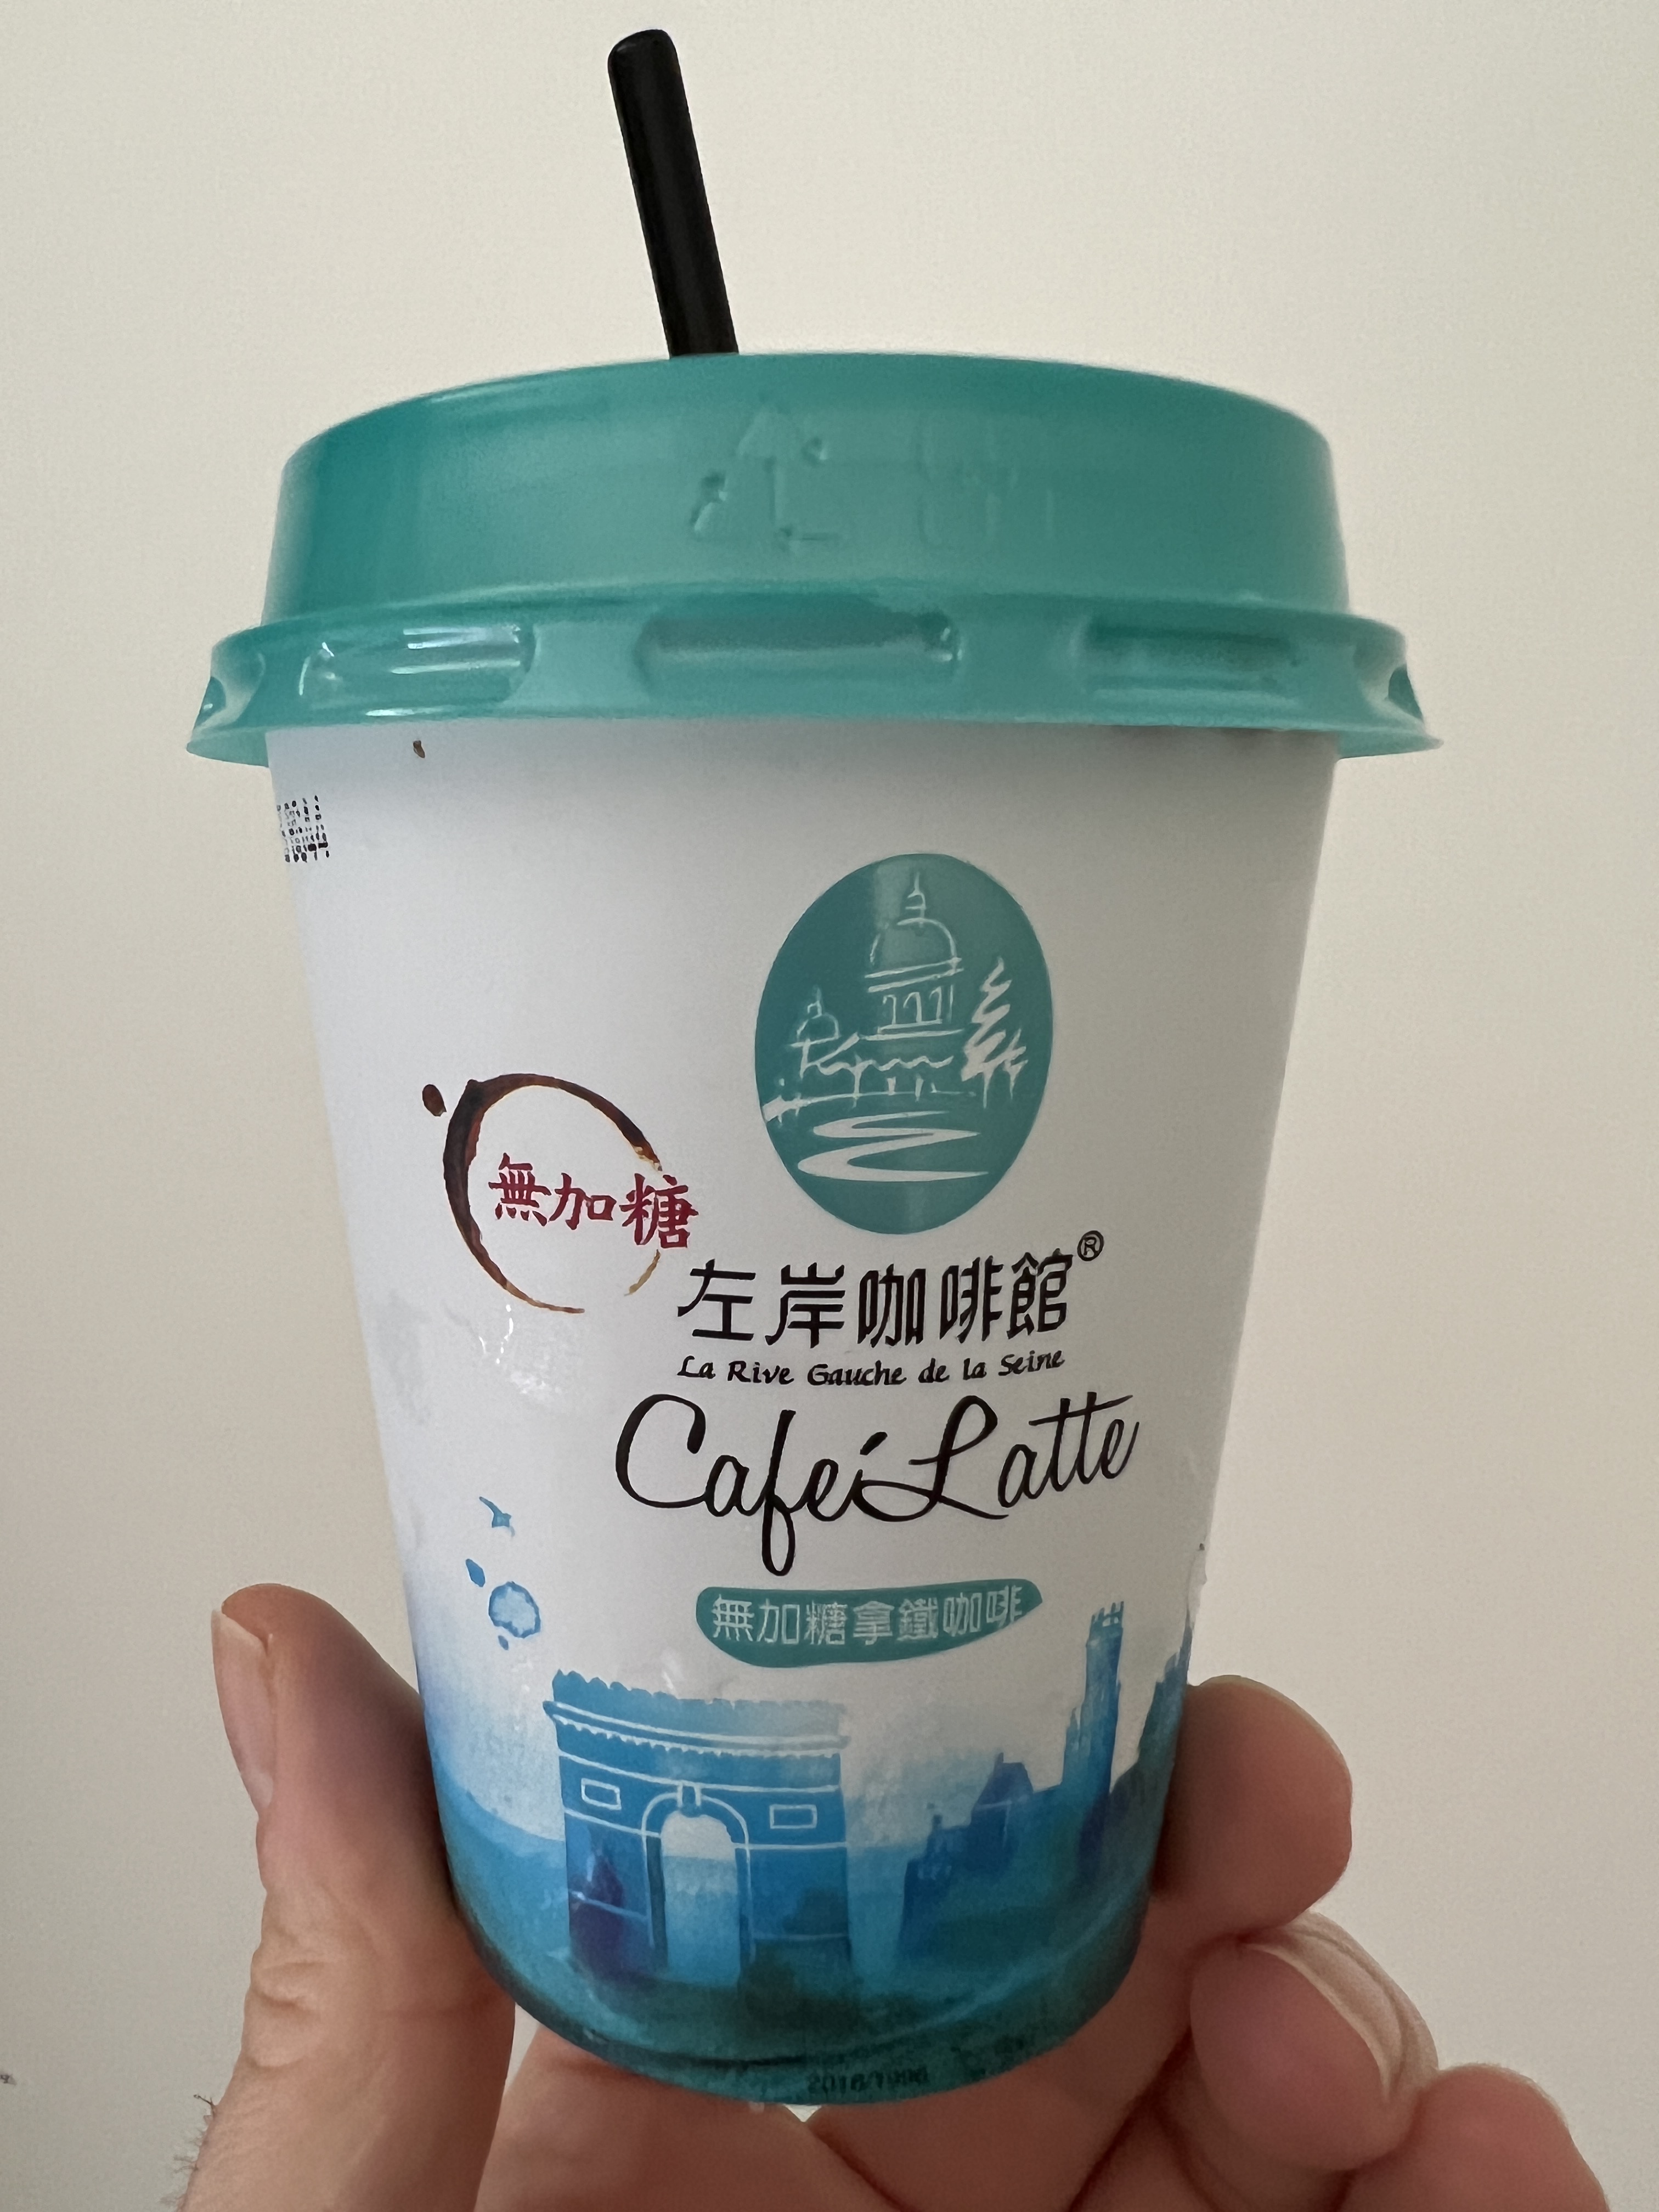 無加糖
左岸咖啡館®
La Rive Gauche de la Seine
Café Latte
無加糖拿鐵咖啡